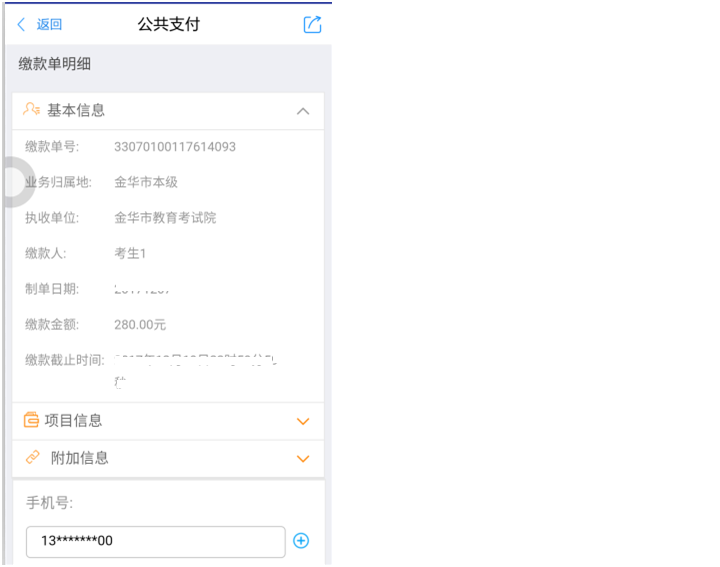 返回
公共支付
缴款单明细
基本信息
缴款单号: 33070100117614093
业务归属地: 金华市本级
执收单位: 金华市教育考试院
缴款人: 考生1
制单日期:
缴款金额: 280.00元
缴款截止时间:
项目信息
附加信息
手机号:
13*******00